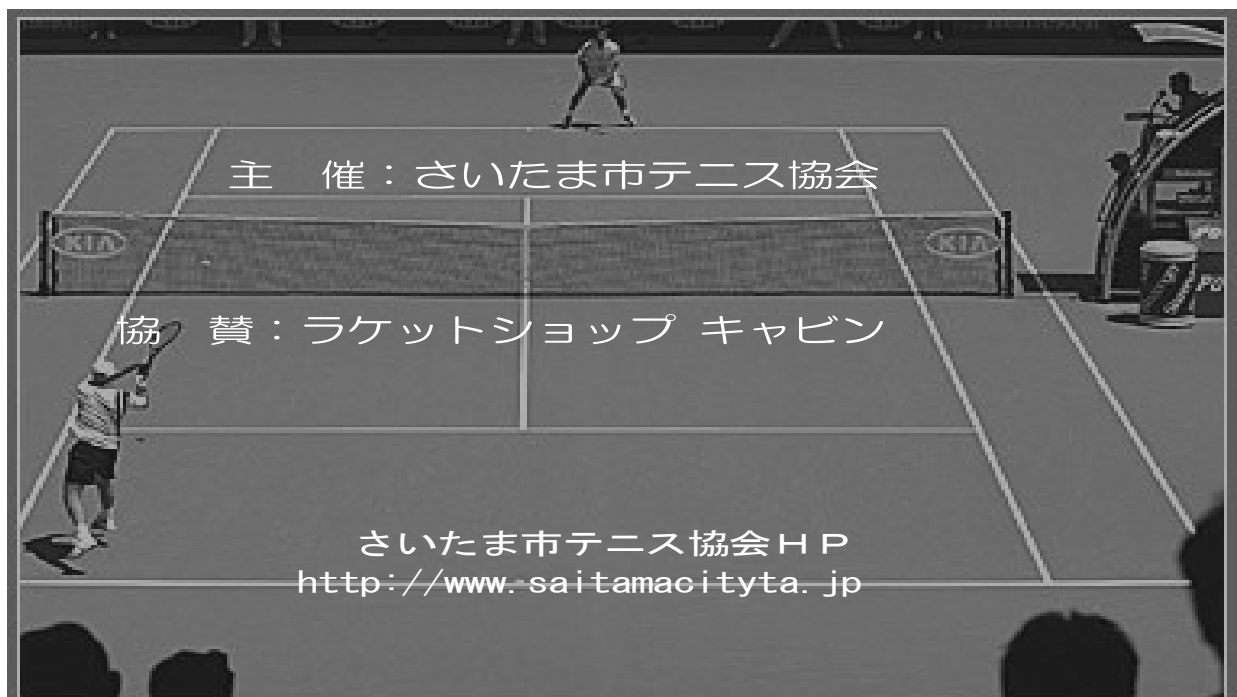 主　催：さいたま市テニス協会
KIA KIA
協　賛：ラケットショップ キャビン
さいたま市テニス協会ＨＰ
http://www.saitamacityta.jp